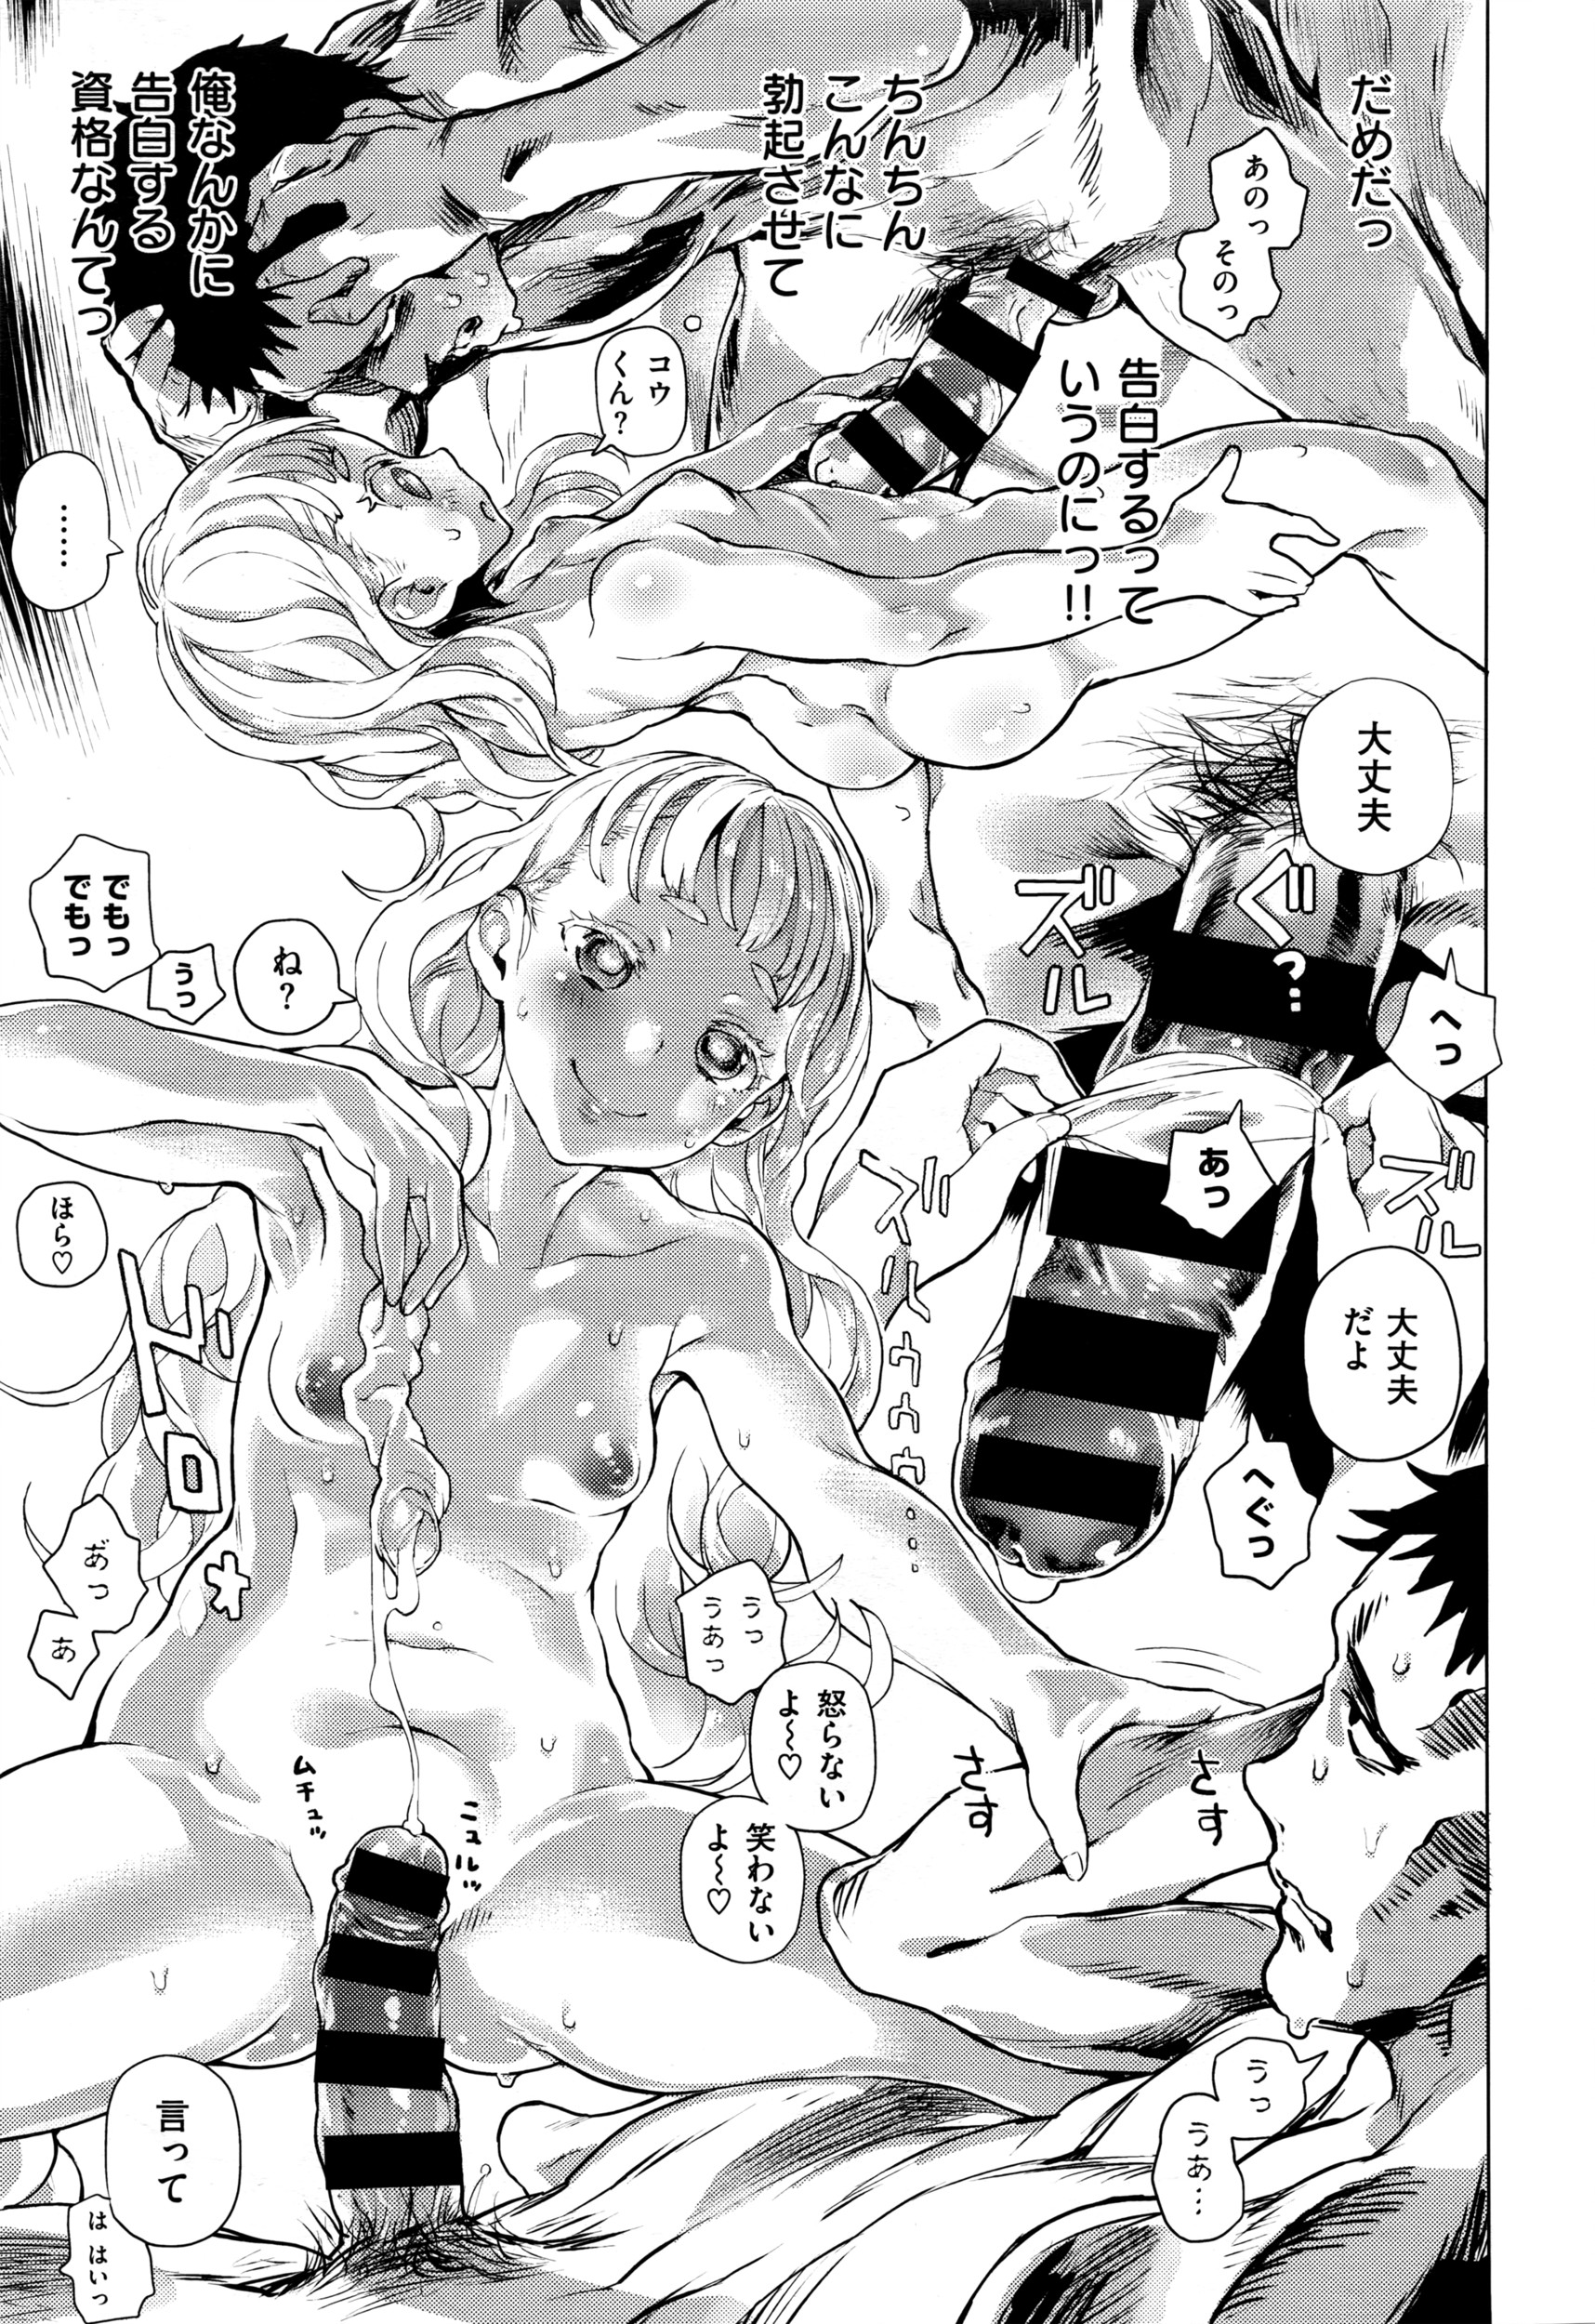 だめだっ
あのっ
そのっ
ちんちん
こんなに
勃起させて
告白するって
いうのにっ!!
俺なんかに
告白する
資格なんてっ
コウ
くん?
……
大丈夫
ぐっ…
ズル
へっ
あっ
ズル
ズル
ゥゥゥ…
大丈夫
だよ
へぐっ
ね?
でもっ
でもっ
うっ
ほら♡
ズロ
オ
あ゛っ
あ
うっ
うあっ
怒らない
よ～♡
笑わない
よ～♡
さす
さす
ムチュッ
ニュルッ
うっ
うあ…
言って
は はいっ